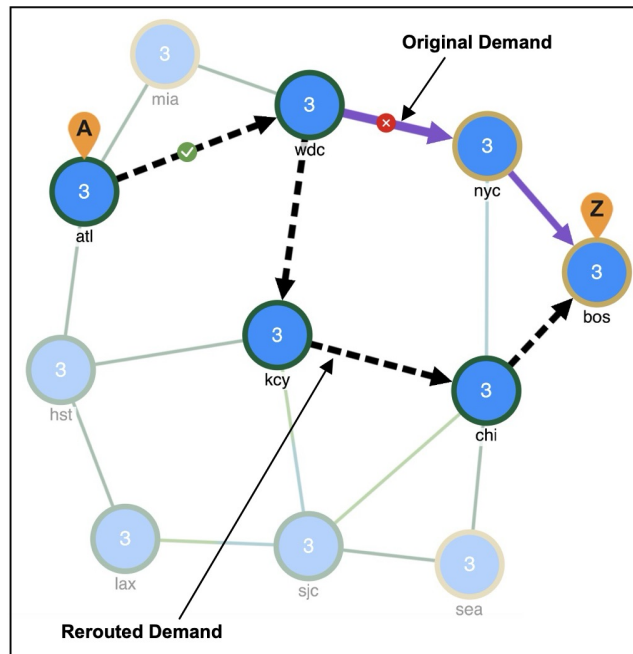 Original Demand
3
mia
A
3
wdc
3
nyc
3
atl
Z
3
bos
3
kcy
3
hst
3
chi
3
lax
3
sjc
3
sea
Rerouted Demand